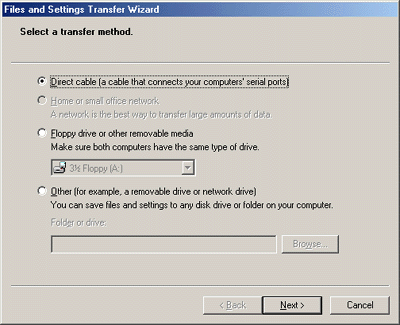 Files and Settings Transfer Wizard
Select a transfer method.
Direct cable (a cable that connects your computers' serial ports)
Home or small office network
A network is the best way to transfer large amounts of data.
Floppy drive or other removable media
Make sure both computers have the same type of drive.
3½ Floppy (A:)
Other (for example, a removable drive or network drive)
You can save files and settings to any disk drive or folder on your computer.
Folder or drive:
Browse...
< Back Next > Cancel